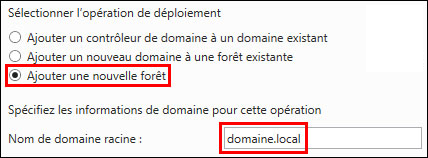 Sélectionner l'opération de déploiement
Ajouter un contrôleur de domaine à un domaine existant
Ajouter un nouveau domaine à une forêt existante
Ajouter une nouvelle forêt
Spécifiez les informations de domaine pour cette opération
Nom de domaine racine : domaine.local